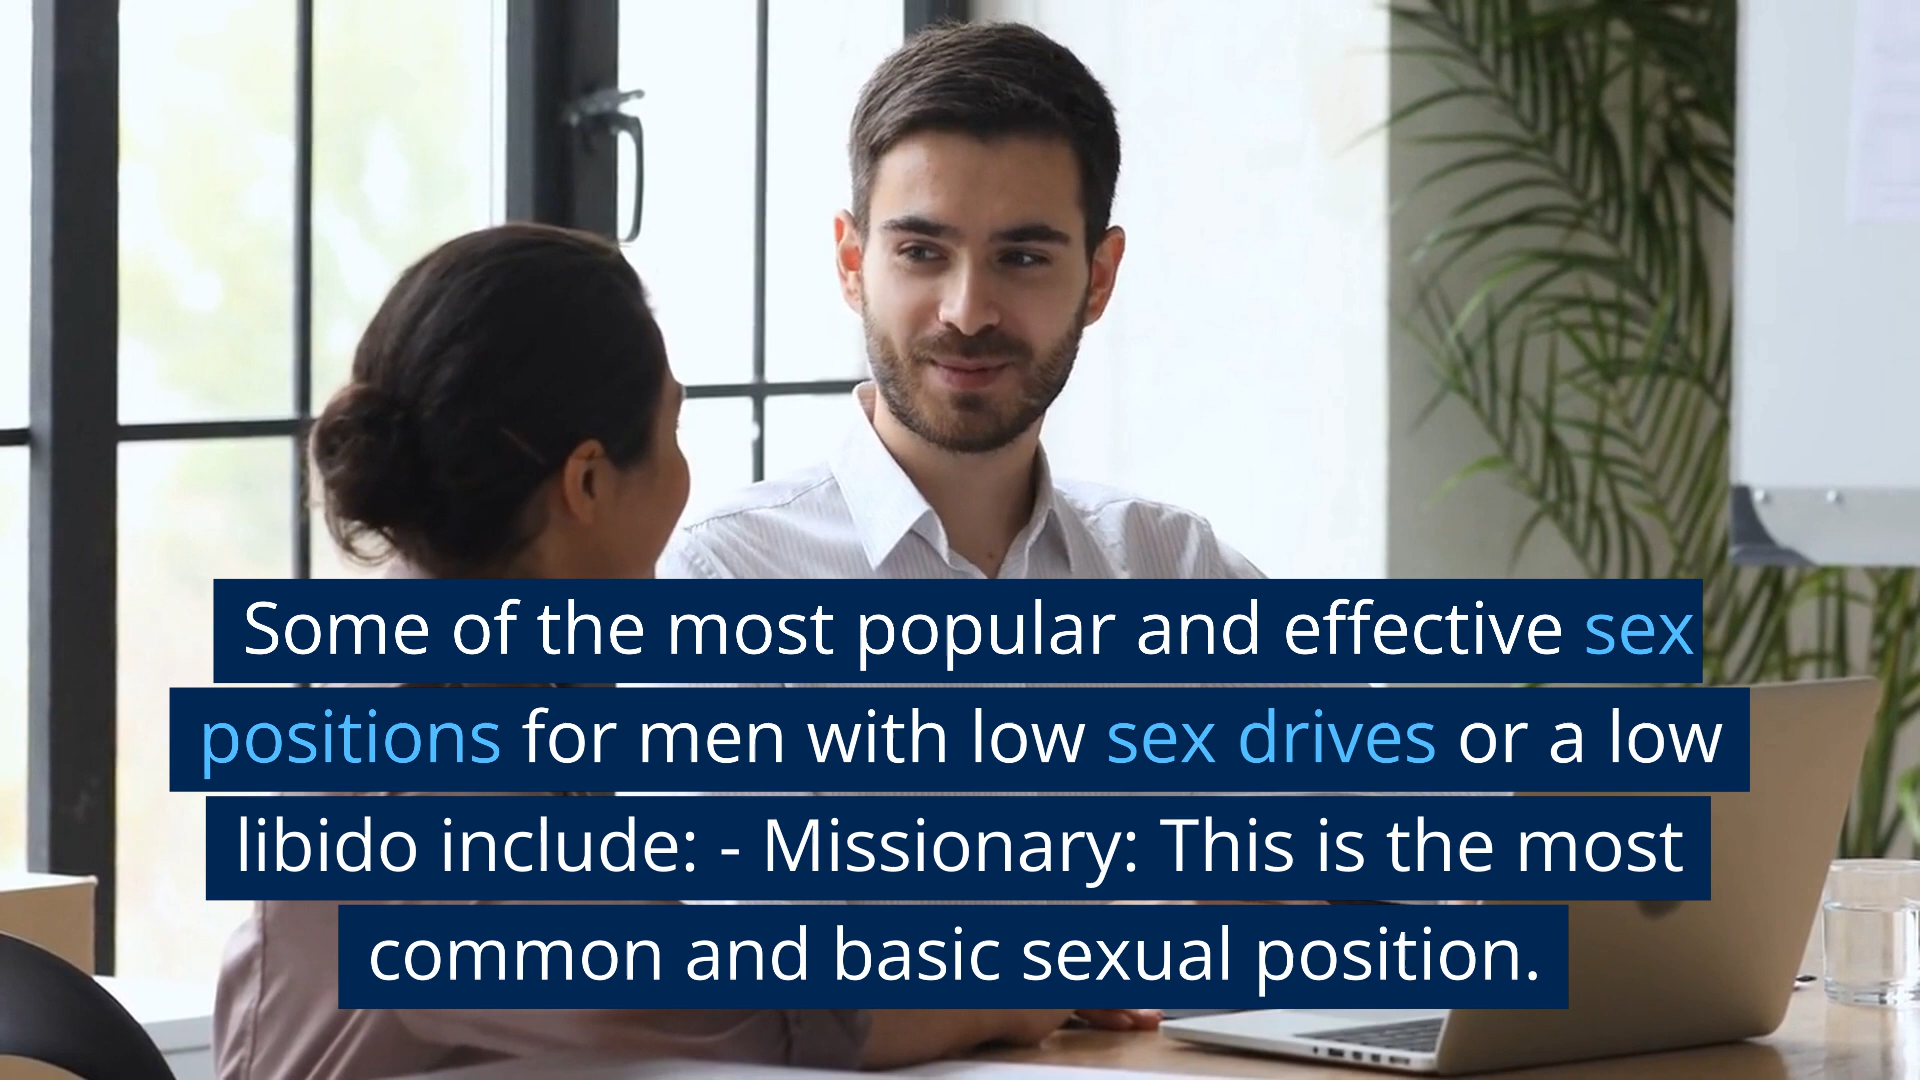 Some of the most popular and effective sex
positions for men with low sex drives or a low
libido include: - Missionary: This is the most
common and basic sexual position.